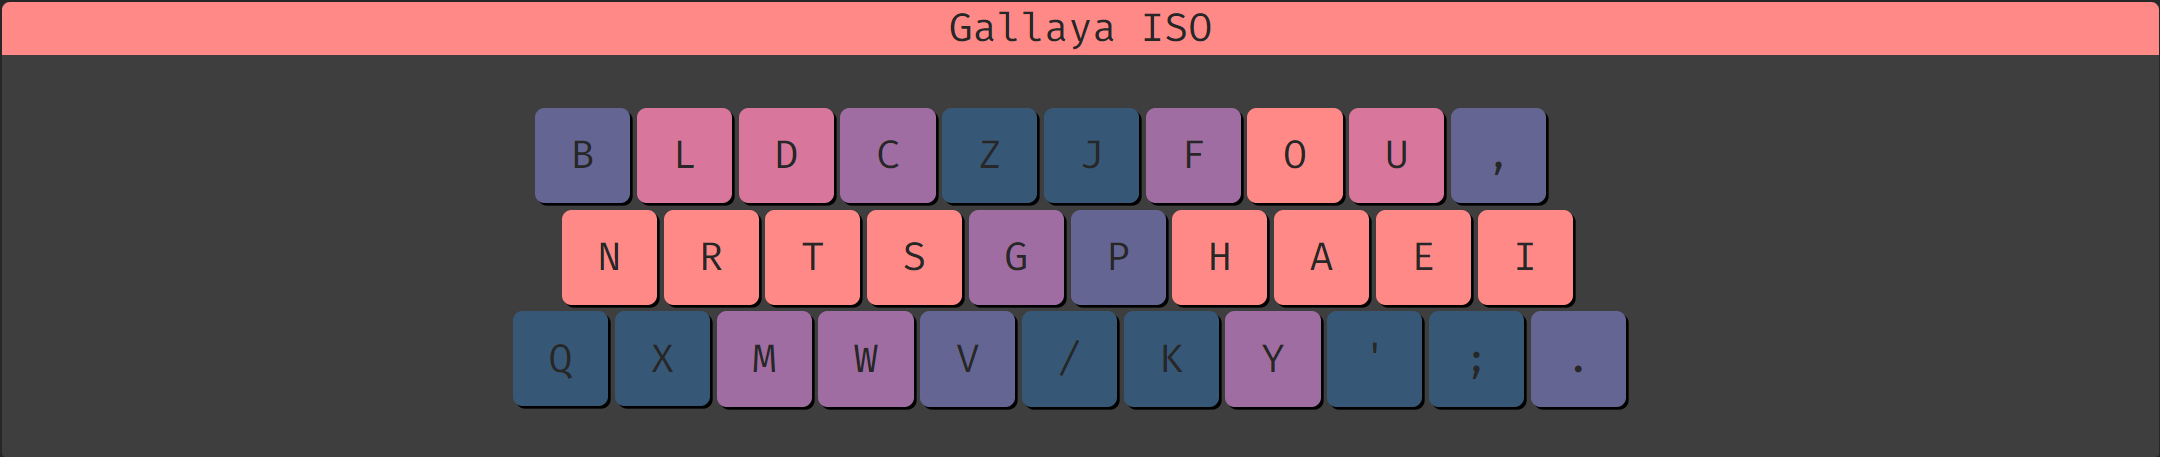 Gallaya ISO
B L D C Z J F O U ,
N R T S G P H A E I
Q X M W V / K Y ' ; .